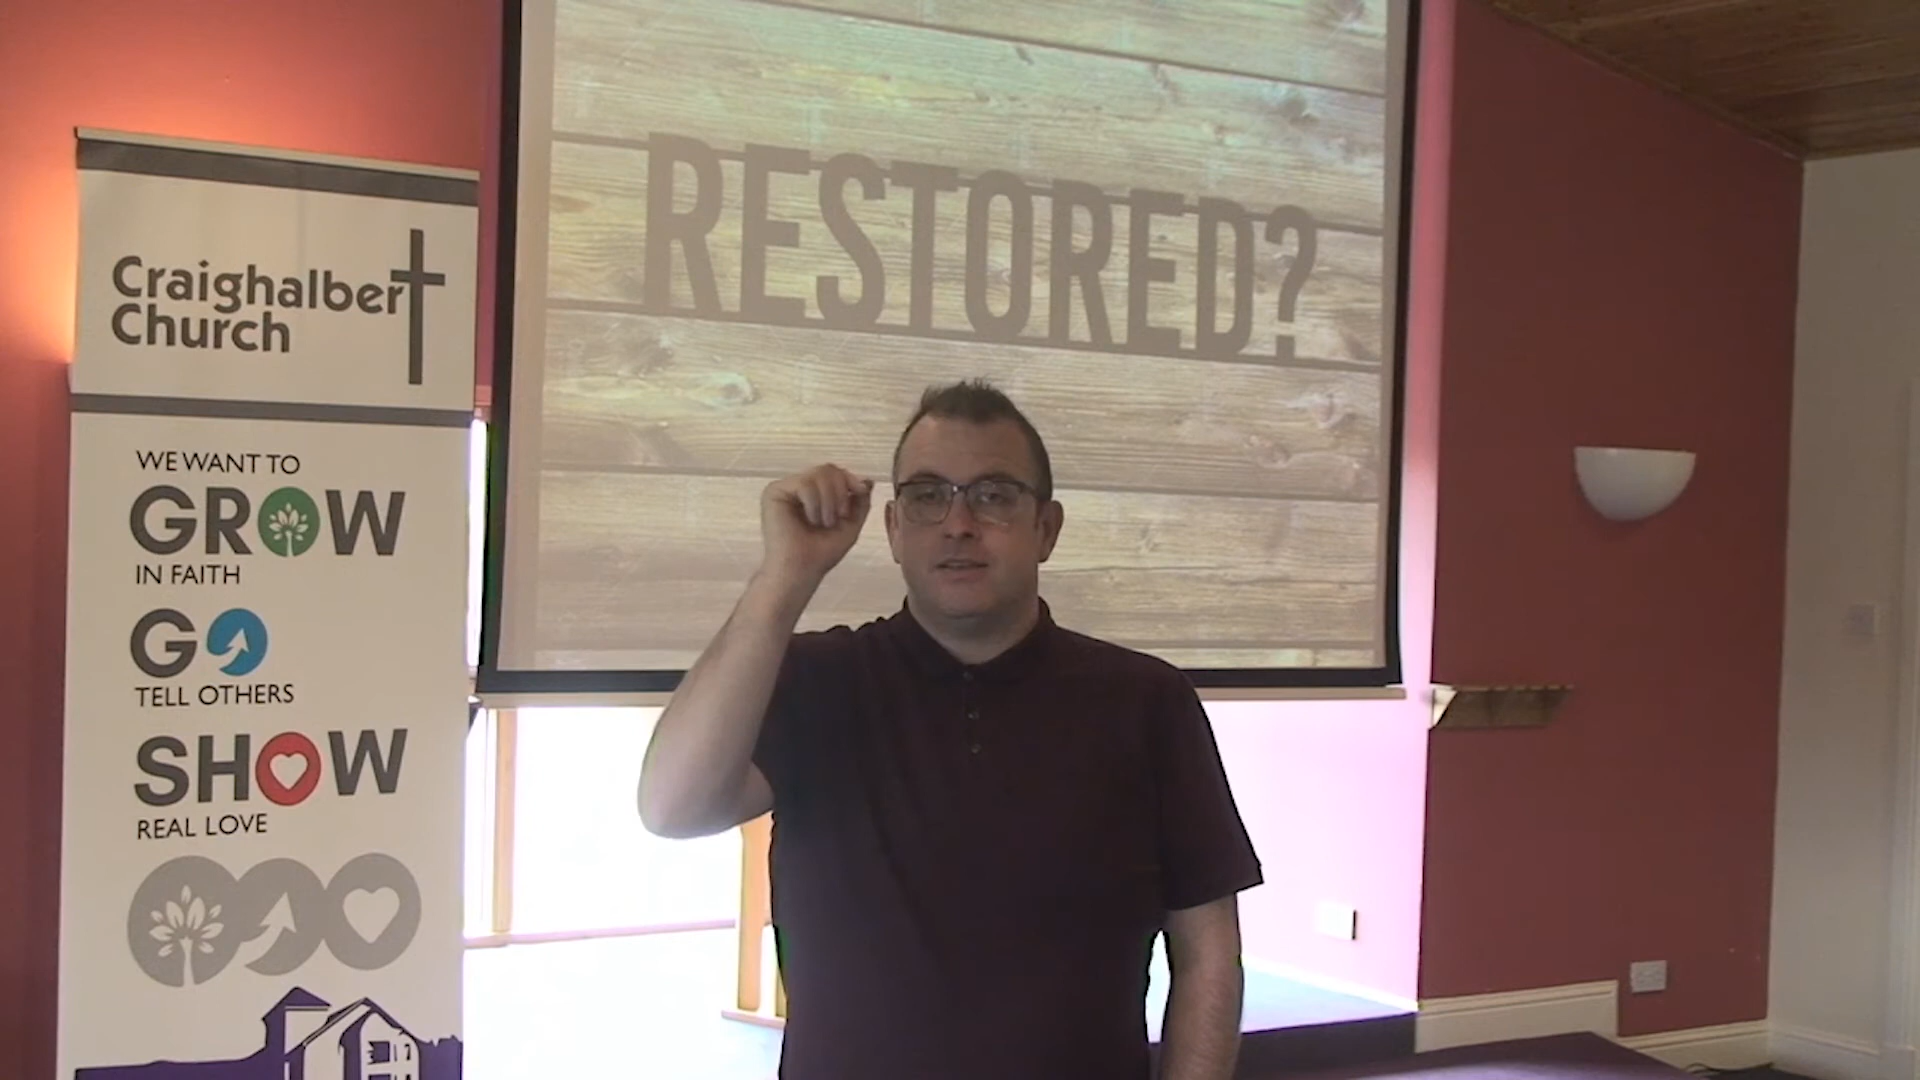 RESTORED?
Craighalbert
Church
WE WANT TO
GROW
IN FAITH
GO
TELL OTHERS
SHOW
REAL LOVE